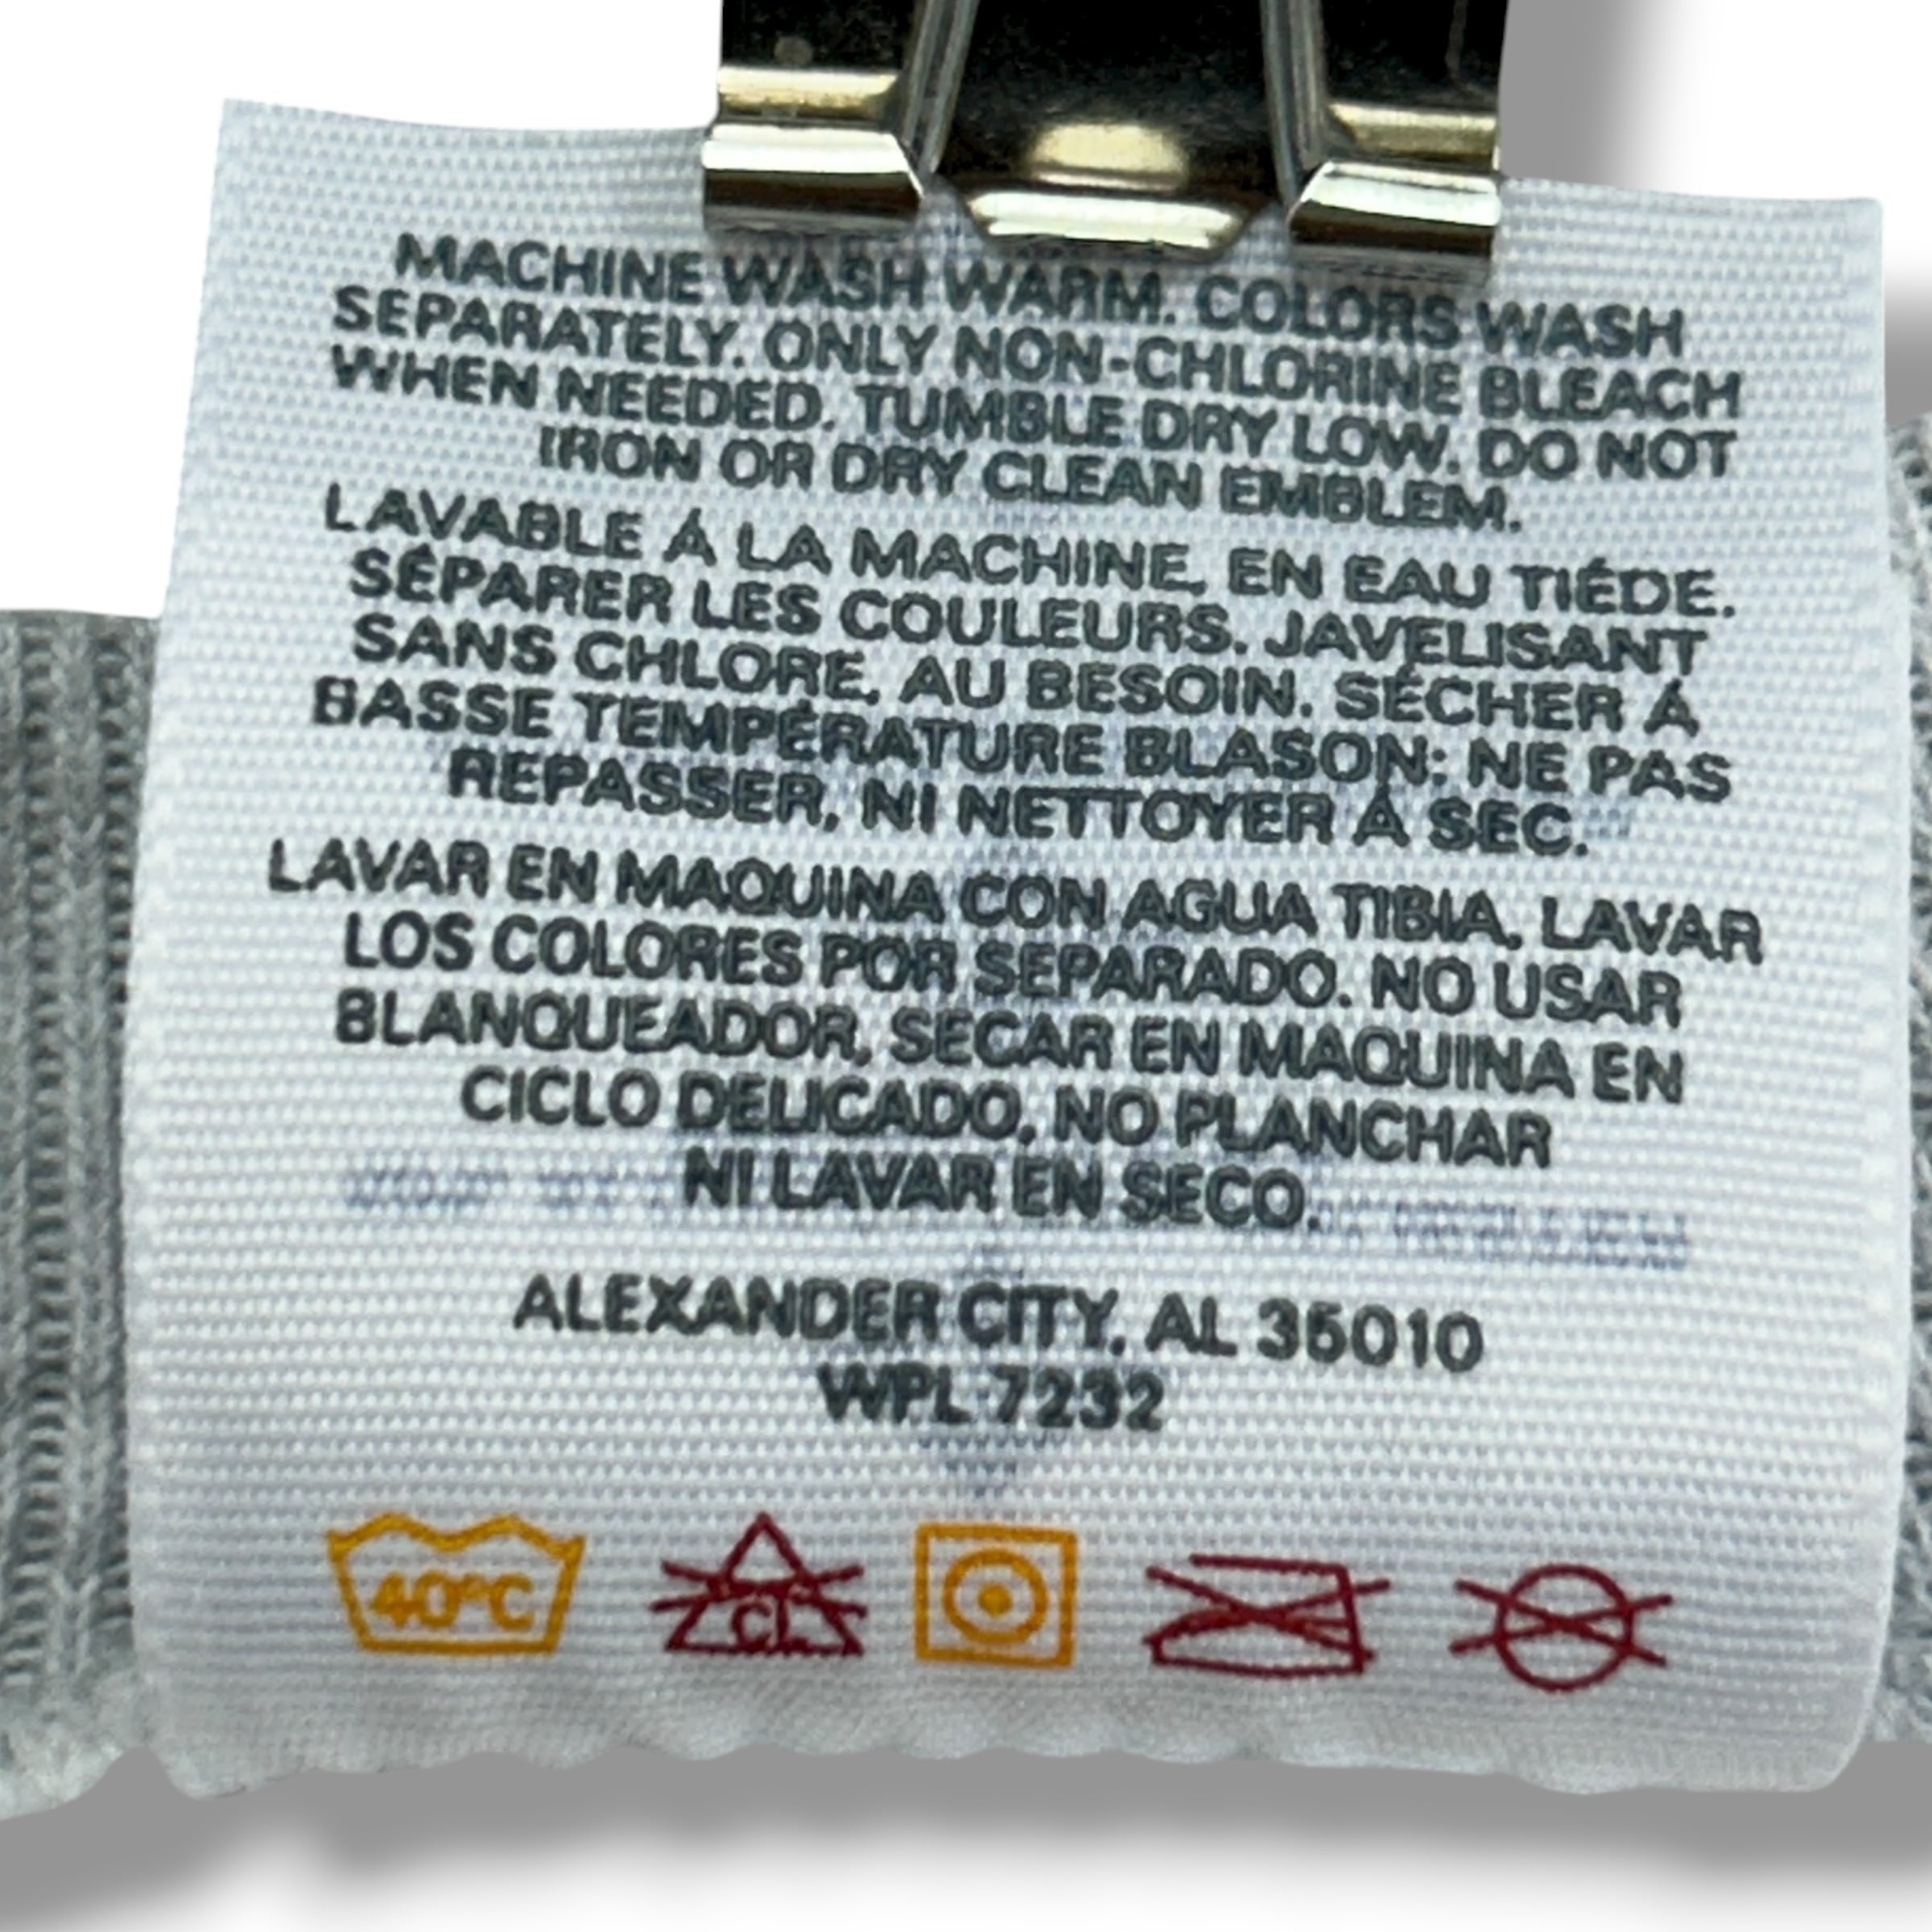 MACHINE WASH WARM. COLORS WASH
SEPARATELY. ONLY NON-CHLORINE BLEACH
WHEN NEEDED. TUMBLE DRY LOW. DO NOT
IRON OR DRY CLEAN EMBLEM.
LAVABLE Á LA MACHINE, EN EAU TIÉDE.
SÉPARER LES COULEURS. JAVELISANT
SANS CHLORE, AU BESOIN. SÉCHER Á
BASSE TEMPÉRATURE BLASON: NE PAS
REPASSER, NI NETTOYER Á SEC.
LAVAR EN MAQUINA CON AGUA TIBIA, LAVAR
LOS COLORES POR SEPARADO. NO USAR
BLANQUEADOR, SECAR EN MAQUINA EN
CICLO DELICADO, NO PLANCHAR
NI LAVAR EN SECO.
ALEXANDER CITY, AL 35010
WPL 7232
40°C CL